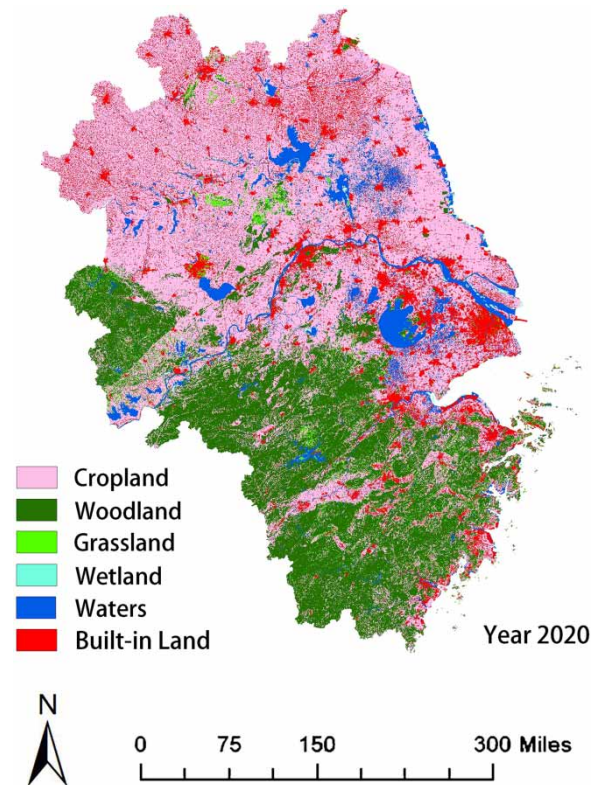 Cropland
Woodland
Grassland
Wetland
Waters
Built-in Land
Year 2020
N
0 75 150 300 Miles